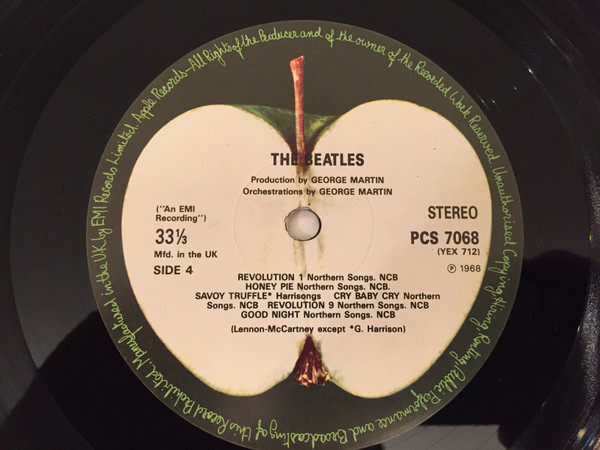 THE BEATLES
Production by GEORGE MARTIN
Orchestrations by GEORGE MARTIN
("An EMI
Recording")
33⅓
Mfd. in the UK
SIDE 4
STEREO
PCS 7068
(YEX 712)
℗ 1968
REVOLUTION 1 Northern Songs. NCB
HONEY PIE Northern Songs. NCB.
SAVOY TRUFFLE* Harrisongs CRY BABY CRY Northern
Songs. NCB REVOLUTION 9 Northern Songs. NCB
GOOD NIGHT Northern Songs. NCB
(Lennon-McCartney except *G. Harrison)
Manufactured in the UK by EMI Records Limited. Apple Records—All Rights of the Producer and of the owner of the Recorded Work Reserved. Unauthorised Copying, Hiring, Renting, Public Performance and Broadcasting of this Record Prohibited.